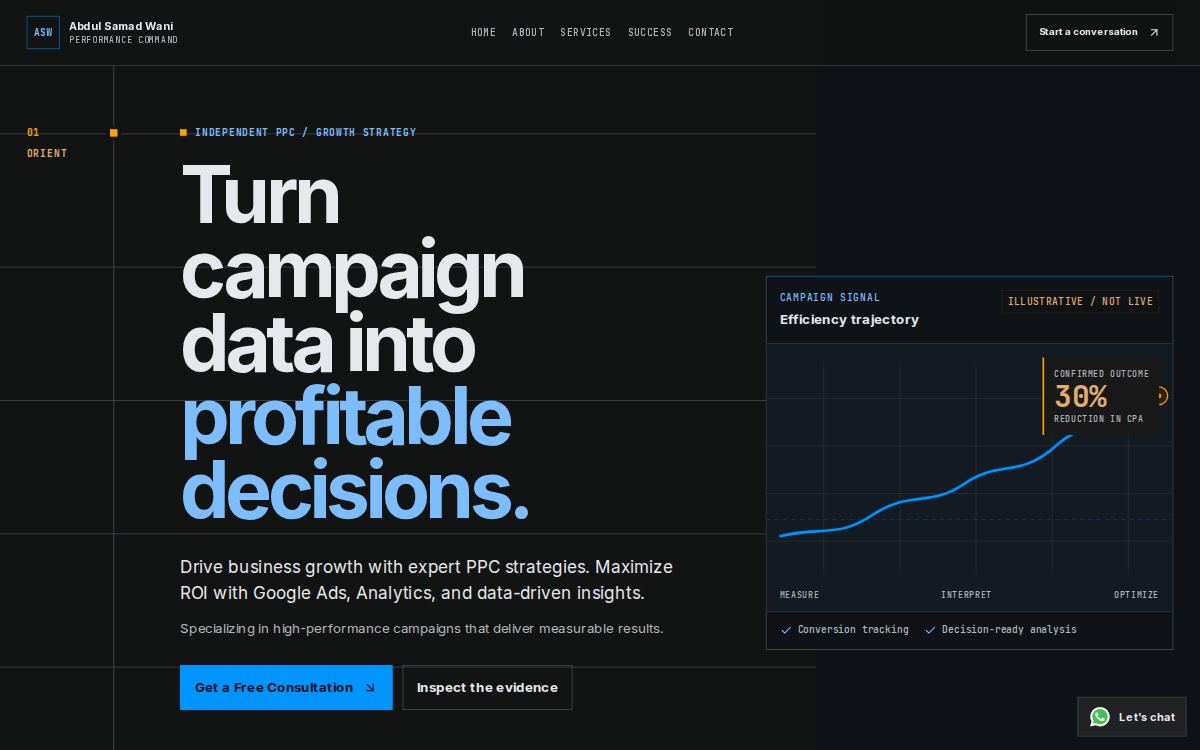 ASW
Abdul Samad Wani
PERFORMANCE COMMAND
HOME ABOUT SERVICES SUCCESS CONTACT
Start a conversation
01
ORIENT
INDEPENDENT PPC / GROWTH STRATEGY
Turn
campaign
data into
profitable
decisions.
Drive business growth with expert PPC strategies. Maximize
ROI with Google Ads, Analytics, and data-driven insights.
Specializing in high-performance campaigns that deliver measurable results.
Get a Free Consultation
Inspect the evidence
CAMPAIGN SIGNAL
Efficiency trajectory
ILLUSTRATIVE / NOT LIVE
CONFIRMED OUTCOME
30%
REDUCTION IN CPA
MEASURE INTERPRET OPTIMIZE
Conversion tracking
Decision-ready analysis
Let's chat